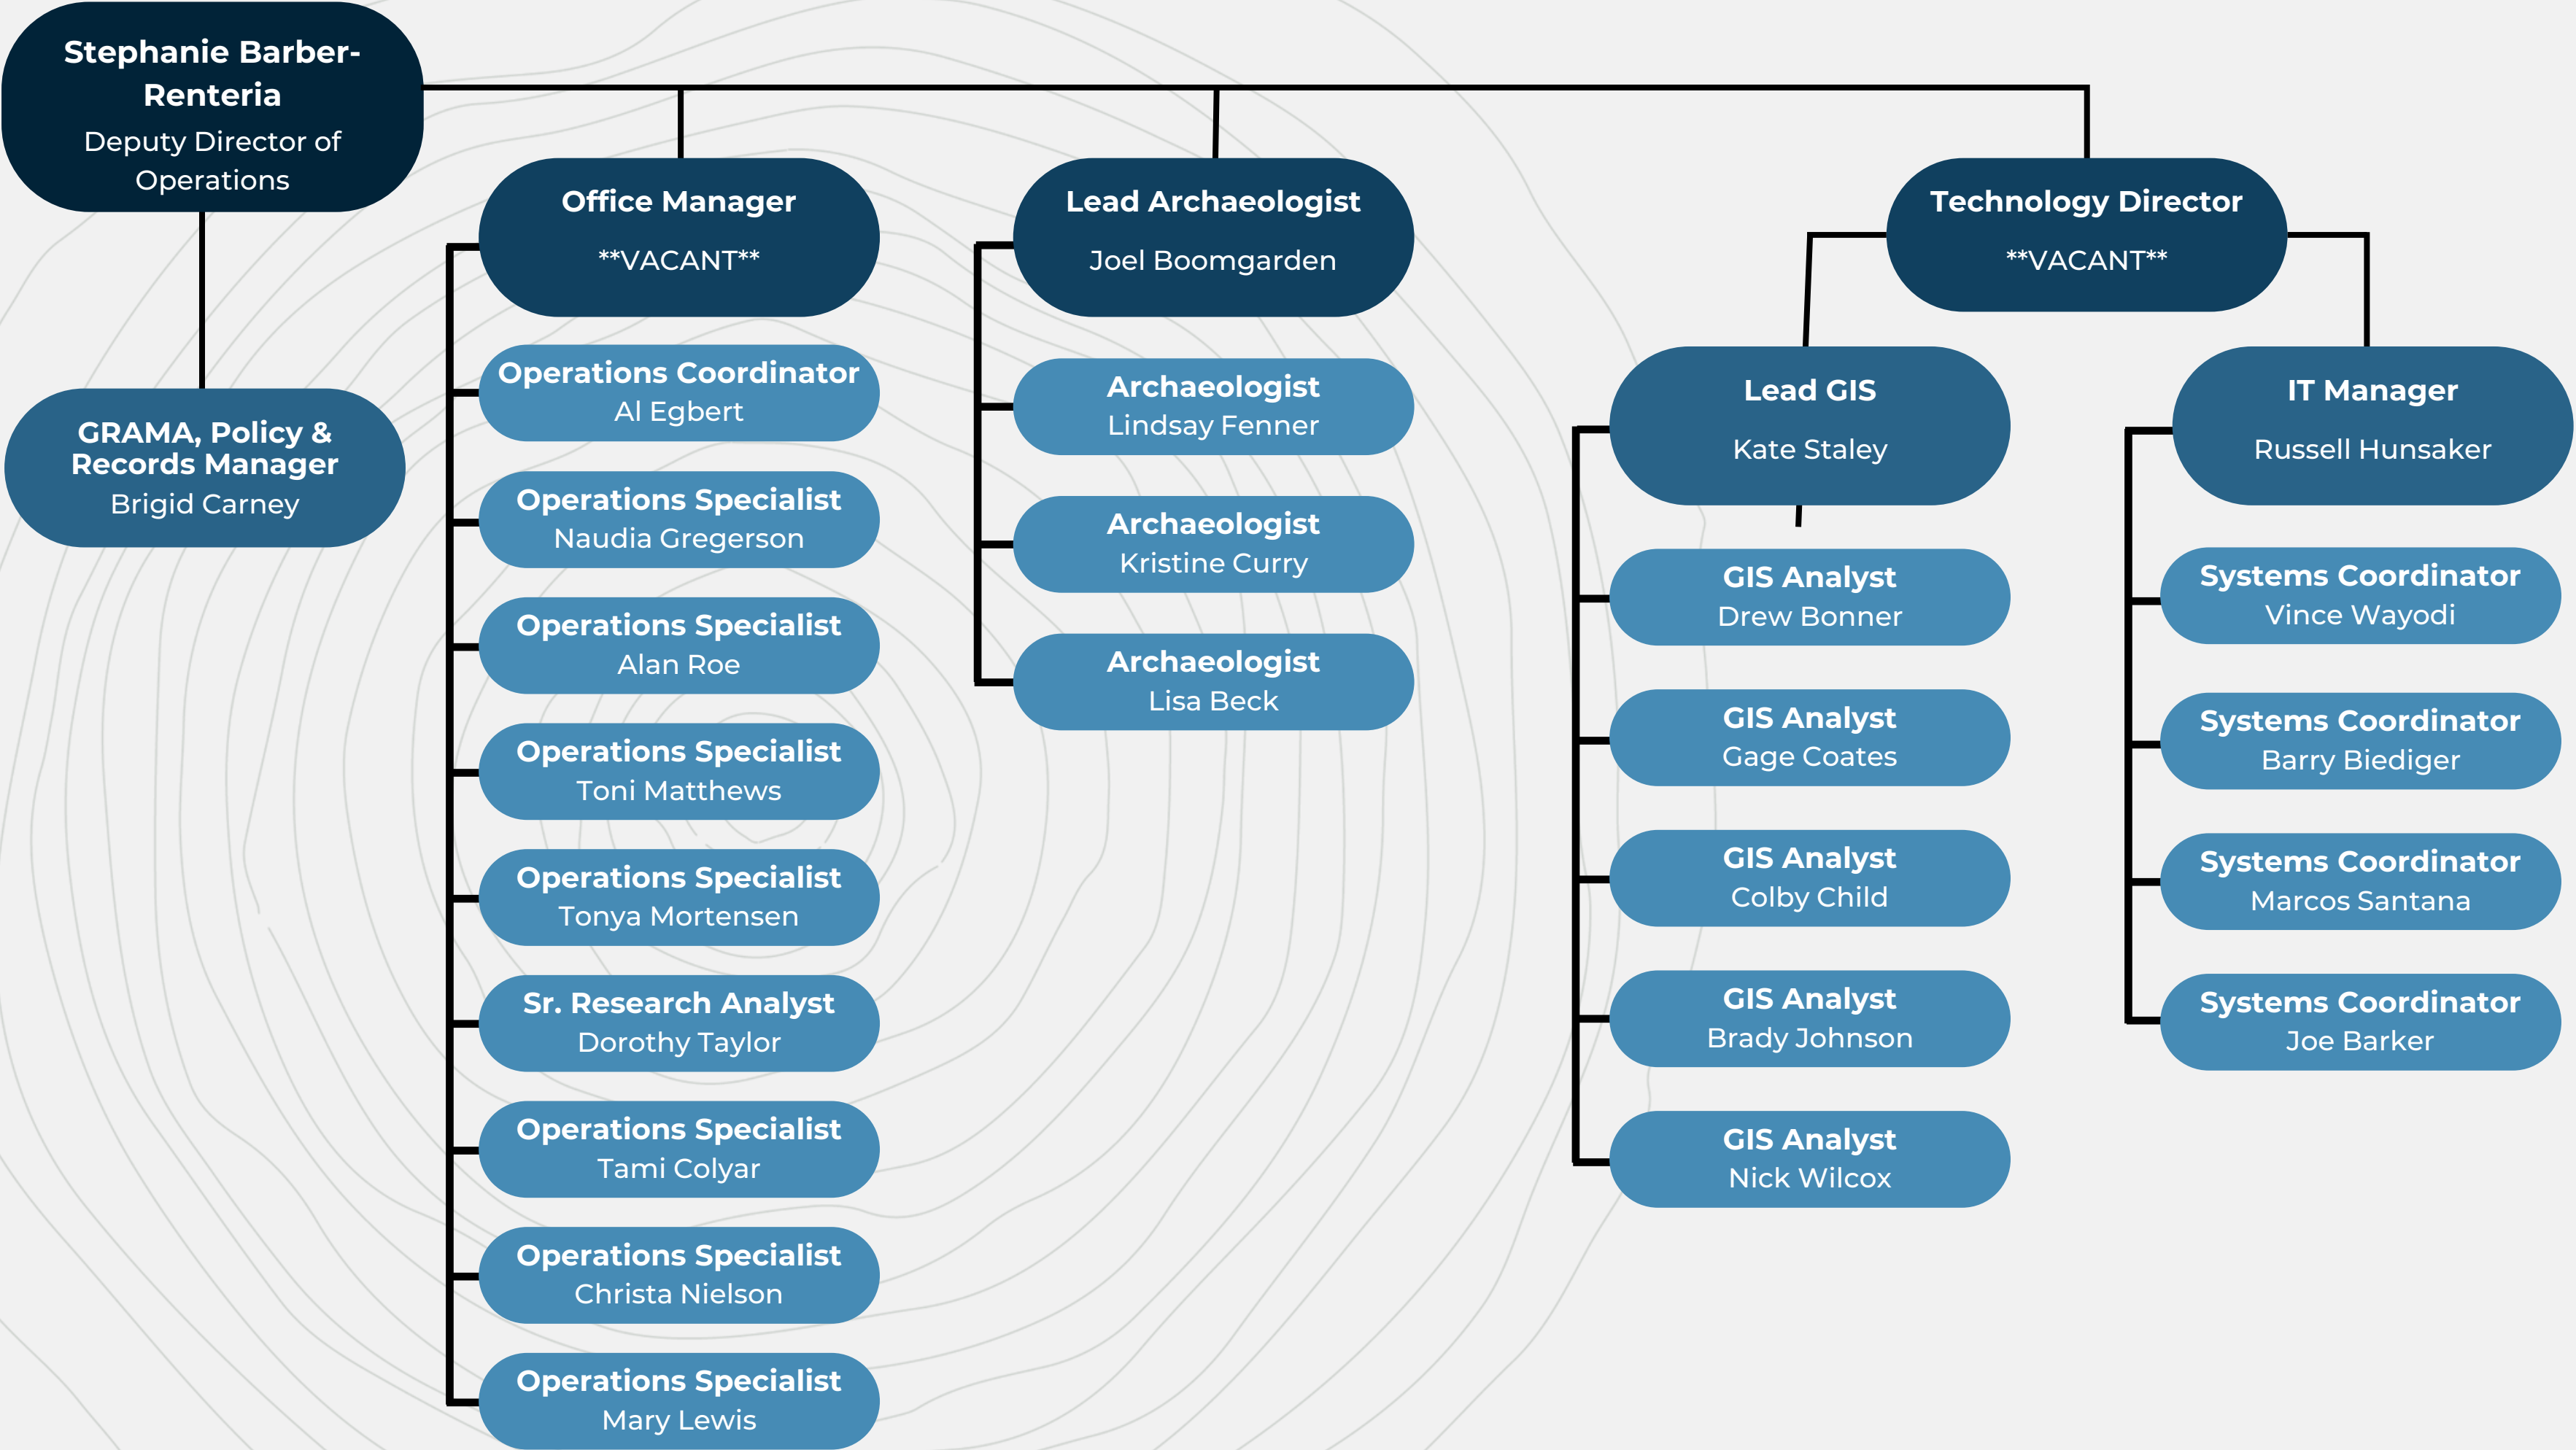 Stephanie Barber-
Renteria
Deputy Director of
Operations
GRAMA, Policy &
Records Manager
Brigid Carney
Office Manager
**VACANT**
Operations Coordinator
Al Egbert
Operations Specialist
Naudia Gregerson
Operations Specialist
Alan Roe
Operations Specialist
Toni Matthews
Operations Specialist
Tonya Mortensen
Sr. Research Analyst
Dorothy Taylor
Operations Specialist
Tami Colyar
Operations Specialist
Christa Nielson
Operations Specialist
Mary Lewis
Lead Archaeologist
Joel Boomgarden
Archaeologist
Lindsay Fenner
Archaeologist
Kristine Curry
Archaeologist
Lisa Beck
Technology Director
**VACANT**
Lead GIS
Kate Staley
GIS Analyst
Drew Bonner
GIS Analyst
Gage Coates
GIS Analyst
Colby Child
GIS Analyst
Brady Johnson
GIS Analyst
Nick Wilcox
IT Manager
Russell Hunsaker
Systems Coordinator
Vince Wayodi
Systems Coordinator
Barry Biediger
Systems Coordinator
Marcos Santana
Systems Coordinator
Joe Barker